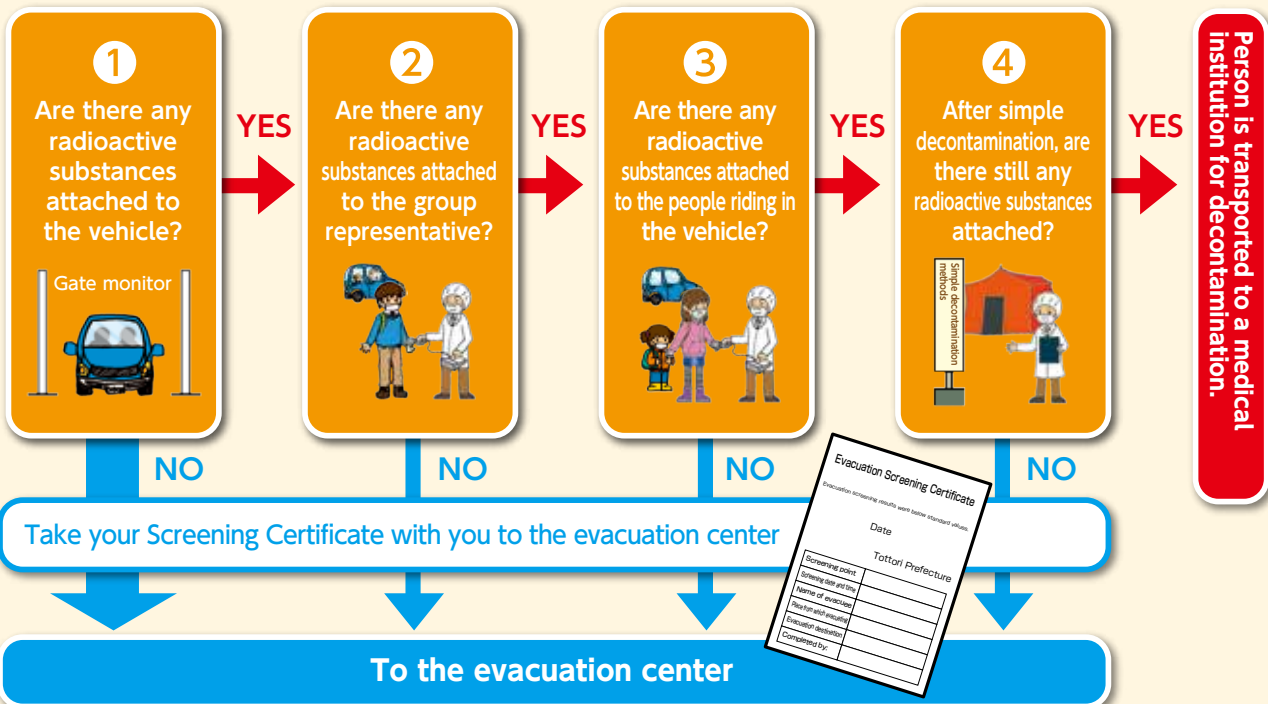 1
Are there any
radioactive
substances
attached to
the vehicle?
Gate monitor
YES
NO
2
Are there any
radioactive
substances attached
to the group
representative?
YES
NO
3
Are there any
radioactive
substances attached
to the people riding in
the vehicle?
YES
NO
4
After simple
decontamination, are
there still any
radioactive substances
attached?
Simple decontamination
methods
YES
NO
Person is transported to a medical
institution for decontamination.
Take your Screening Certificate with you to the evacuation center
Evacuation Screening Certificate
Evacuation screening results were below standard values.
Date
Tottori Prefecture
Screening point
Screening date and time
Name of evacuee
Place from which evacuating
Evacuation destination
Completed by:
To the evacuation center